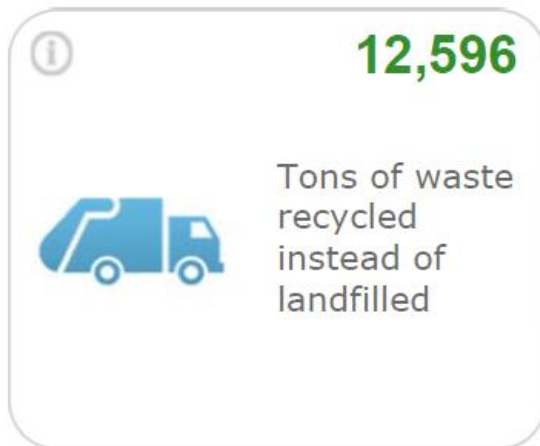 12,596
Tons of waste
recycled
instead of
landfilled